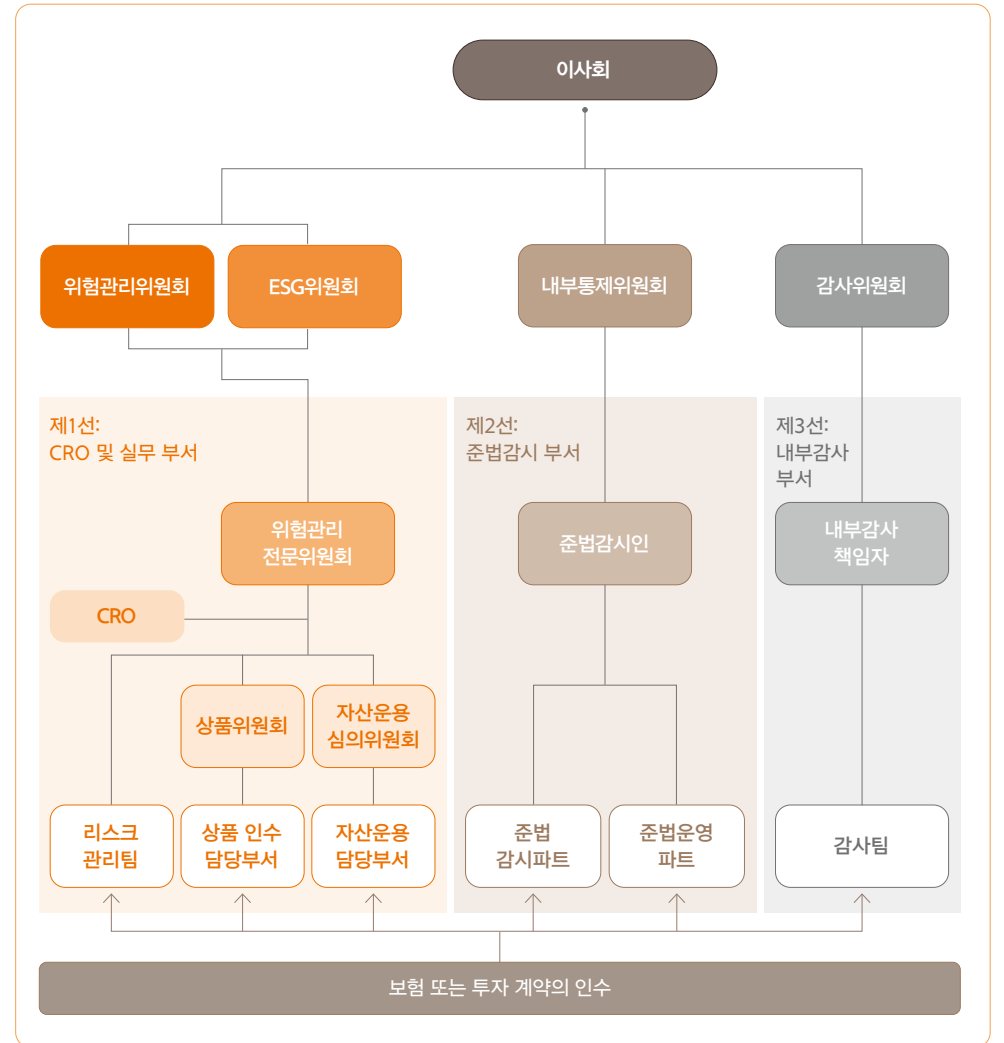 이사회
위험관리위원회
ESG위원회
내부통제위원회
감사위원회
제1선:
CRO 및 실무 부서
제2선:
준법감시 부서
제3선:
내부감사
부서
위험관리
전문위원회
준법감시인
내부감사
책임자
CRO
상품위원회
자산운용
심의위원회
리스크
관리팀
상품 인수
담당부서
자산운용
담당부서
준법
감시파트
준법운영
파트
감사팀
보험 또는 투자 계약의 인수